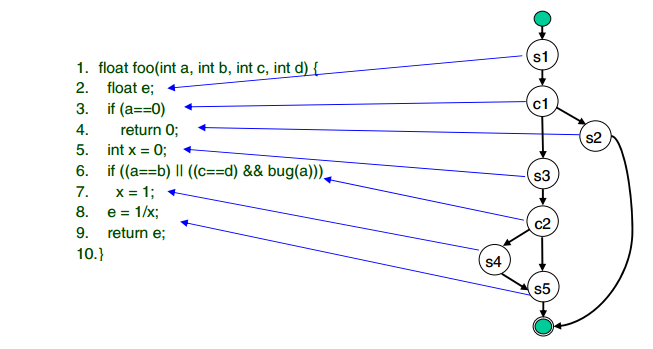 1. float foo(int a, int b, int c, int d) {
2. float e;
3. if (a==0)
4. return 0;
5. int x = 0;
6. if ((a==b) || ((c==d) && bug(a)))
7. x = 1;
8. e = 1/x;
9. return e;
10.}
s1
c1
s2
s3
c2
s4
s5